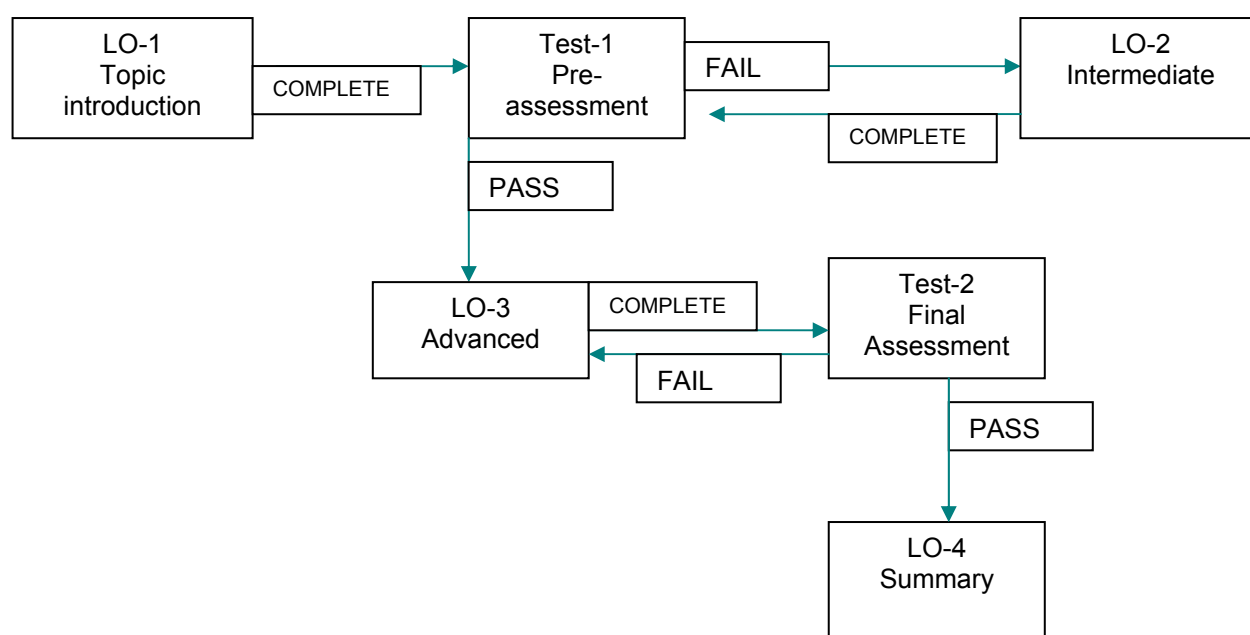 LO-1
Topic
introduction
COMPLETE
Test-1
Pre-
assessment
FAIL
LO-2
Intermediate
COMPLETE
PASS
LO-3
Advanced
COMPLETE
Test-2
Final
Assessment
FAIL
PASS
LO-4
Summary